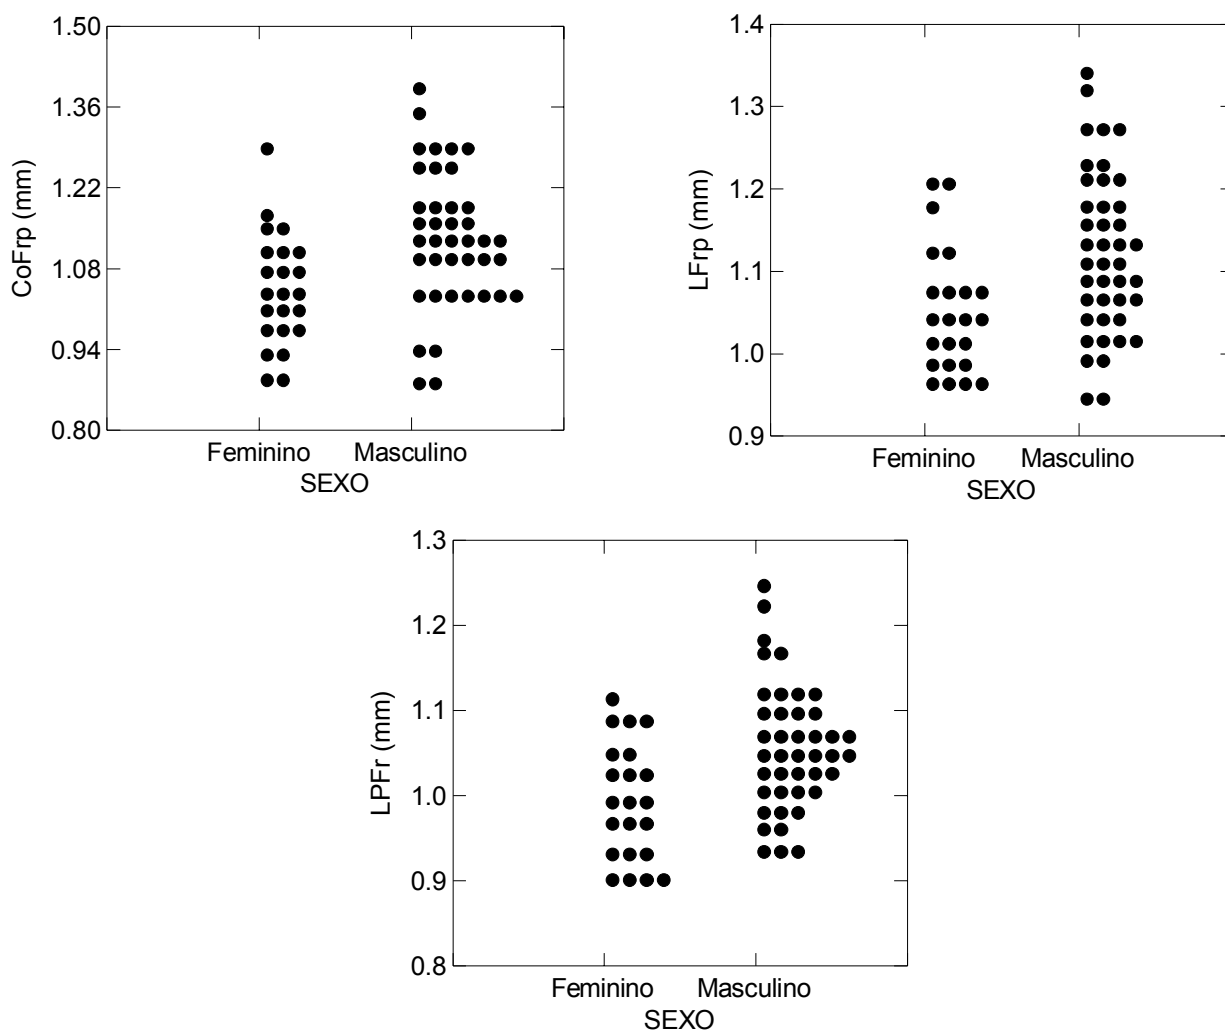 1.50
1.36
1.22
1.08
0.94
0.80
CoFrp (mm)
Feminino Masculino
SEXO
1.4
1.3
1.2
1.1
1.0
0.9
LFrp (mm)
Feminino Masculino
SEXO
1.3
1.2
1.1
1.0
0.9
0.8
LPFr (mm)
Feminino Masculino
SEXO